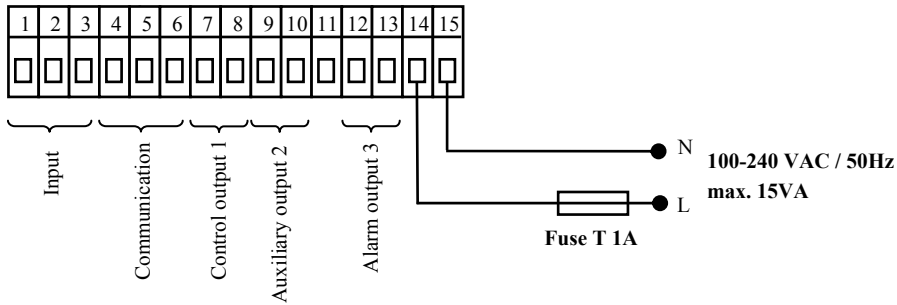 1 2 3 4 5 6 7 8 9 10 11 12 13 14 15
Input
Communication
Control output 1
Auxiliary output 2
Alarm output 3
N
L
100-240 VAC / 50Hz
max. 15VA
Fuse T 1A